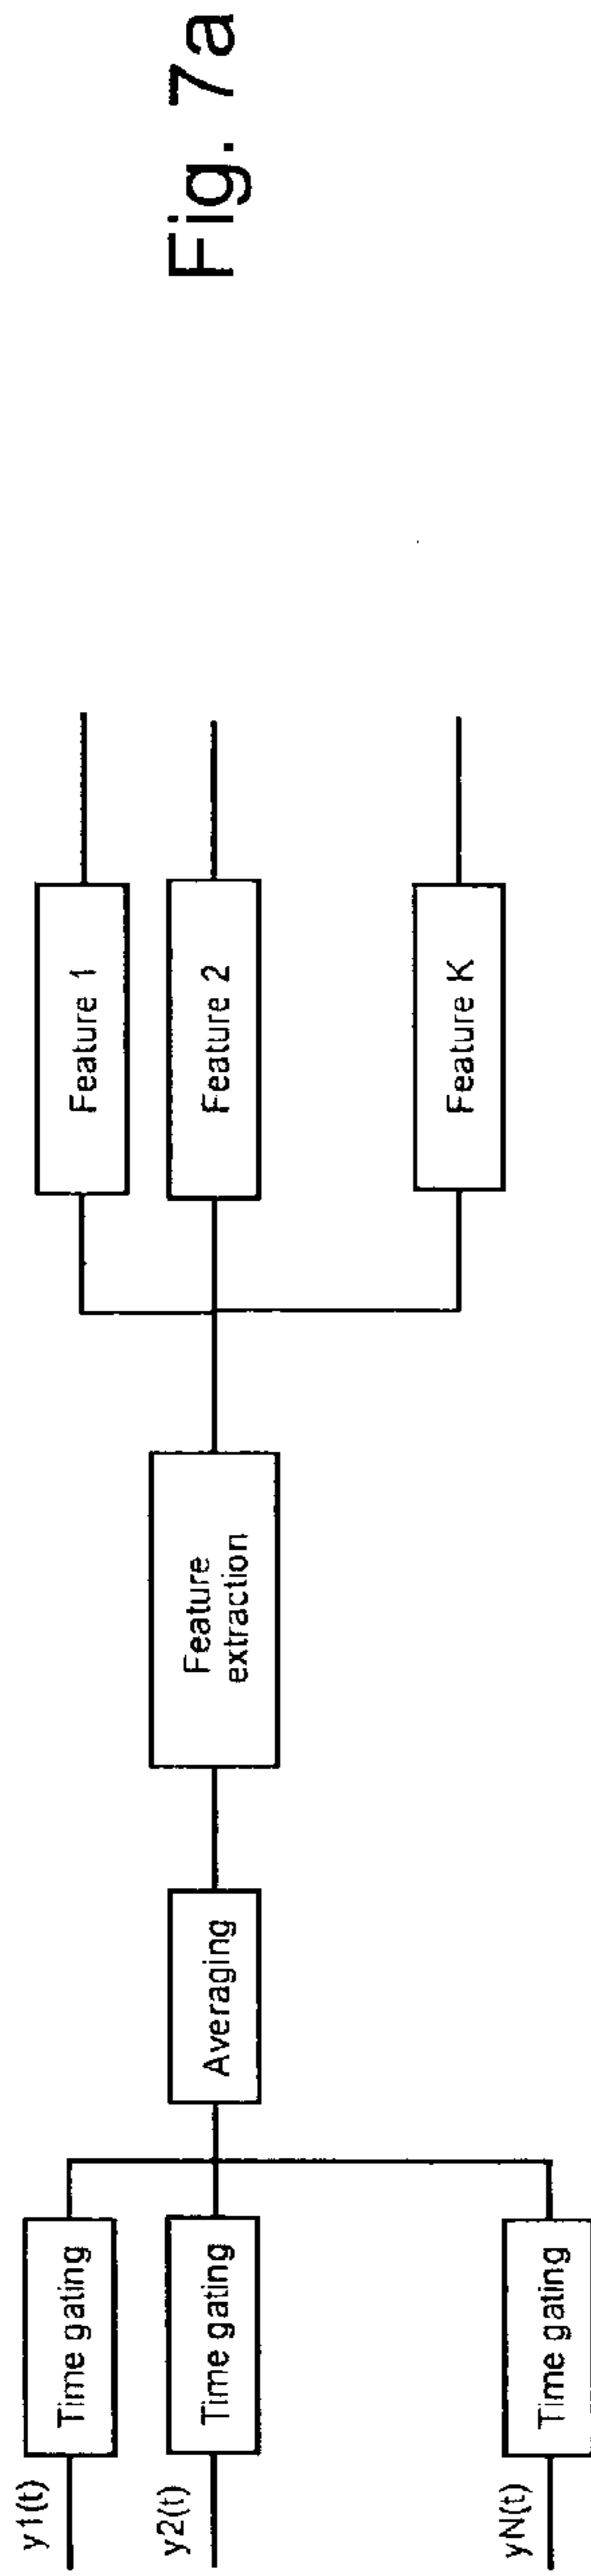 y1(t)
Time gating
y2(t)
Time gating
yN(t)
Time gating
Averaging
Feature
extraction
Feature 1
Feature 2
Feature K
Fig. 7a